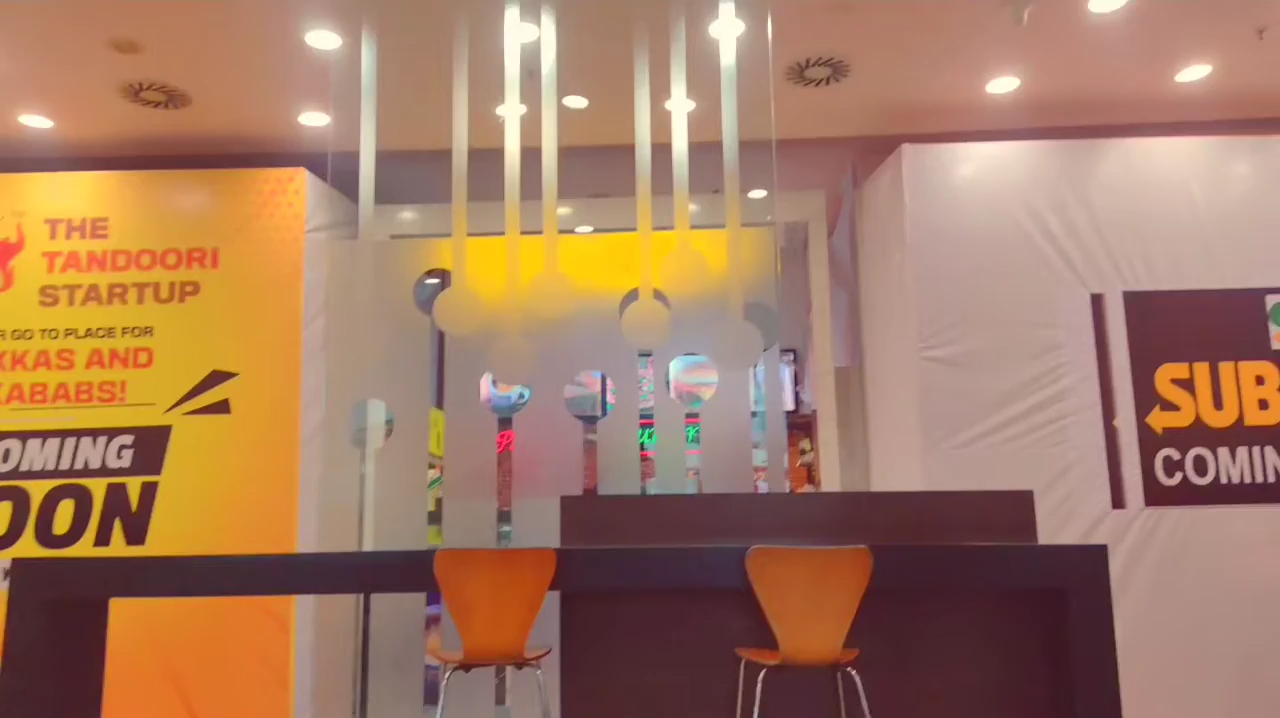 THE
TANDOORI
STARTUP
R GO TO PLACE FOR
KKAS AND
KABABS!
OMING
OON
SUB
COMIN